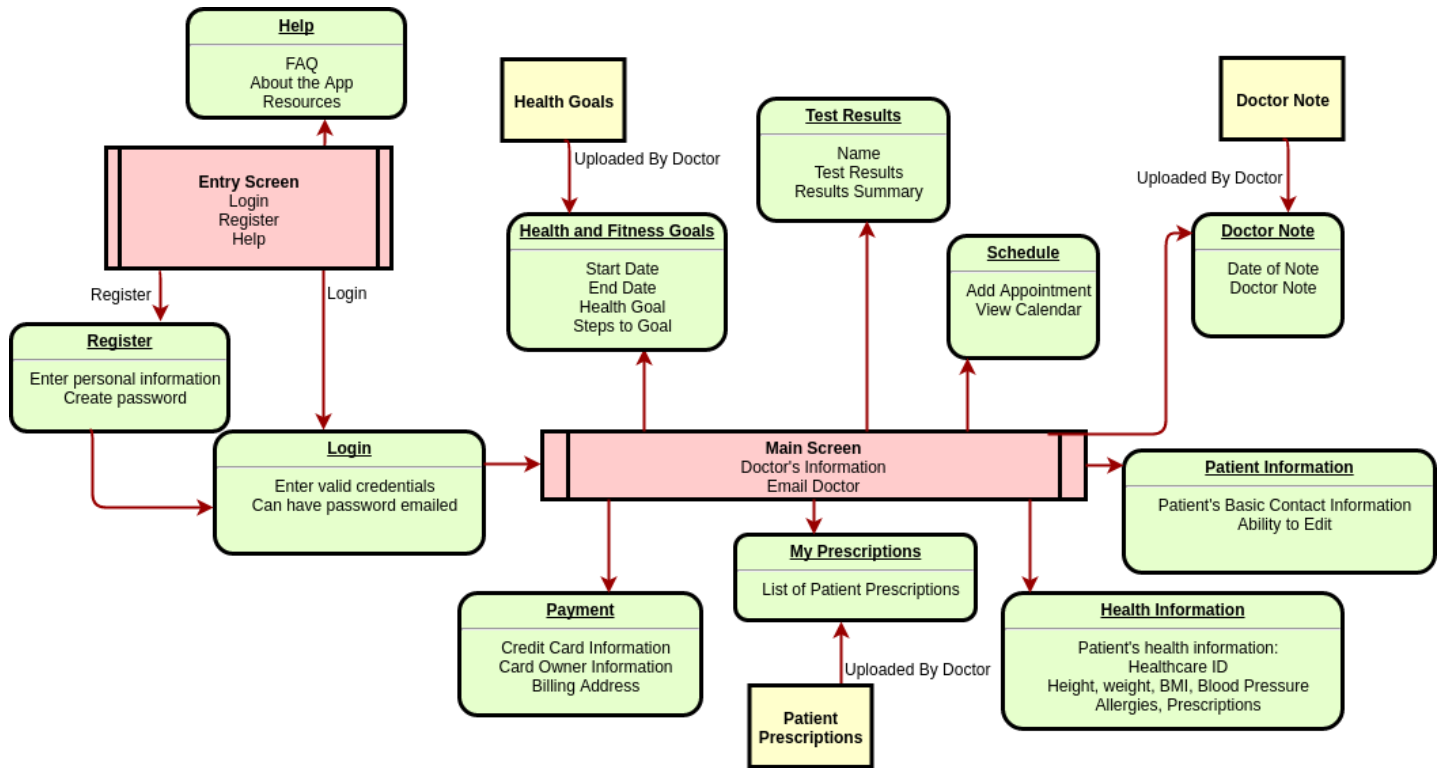 Help
FAQ
About the App
Resources
Health Goals
Uploaded By Doctor
Doctor Note
Uploaded By Doctor
Test Results
Name
Test Results
Results Summary
Entry Screen
Login
Register
Help
Register
Login
Health and Fitness Goals
Start Date
End Date
Health Goal
Steps to Goal
Schedule
Add Appointment
View Calendar
Doctor Note
Date of Note
Doctor Note
Register
Enter personal information
Create password
Login
Enter valid credentials
Can have password emailed
Main Screen
Doctor's Information
Email Doctor
Patient Information
Patient's Basic Contact Information
Ability to Edit
Payment
Credit Card Information
Card Owner Information
Billing Address
My Prescriptions
List of Patient Prescriptions
Uploaded By Doctor
Patient
Prescriptions
Health Information
Patient's health information:
Healthcare ID
Height, weight, BMI, Blood Pressure
Allergies, Prescriptions